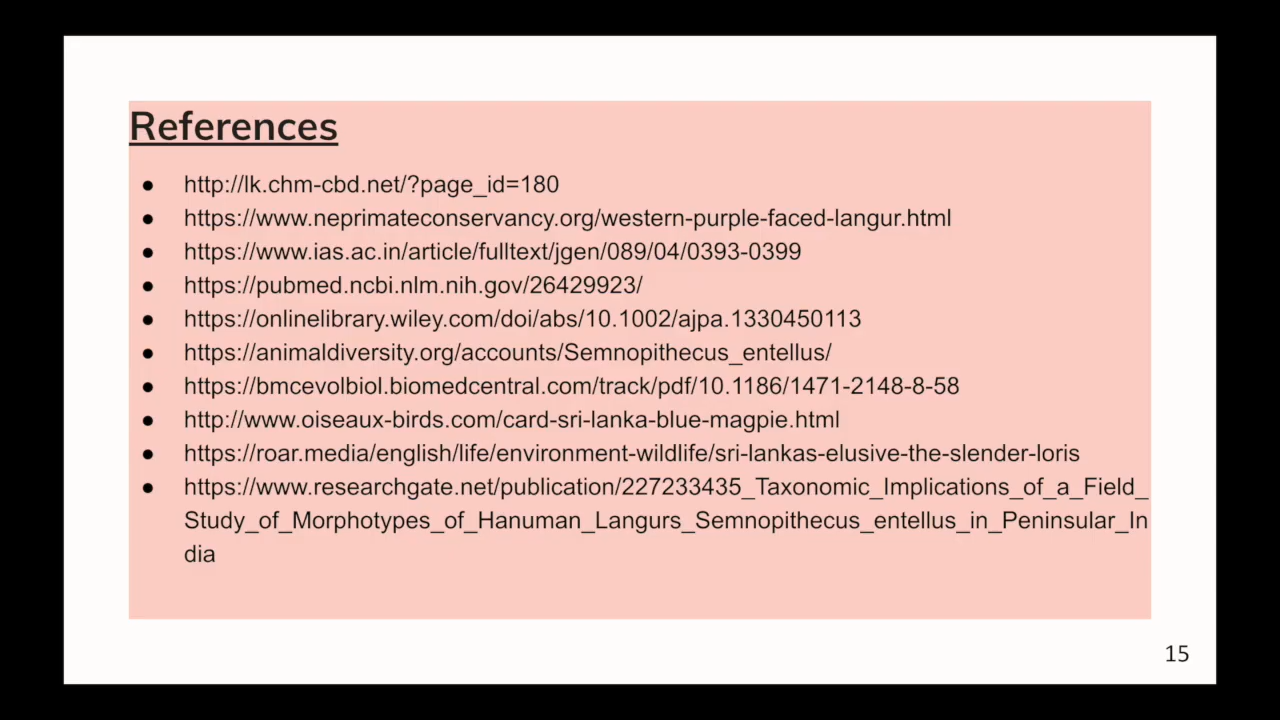 References
● http://lk.chm-cbd.net/?page_id=180
● https://www.neprimateconservancy.org/western-purple-faced-langur.html
● https://www.ias.ac.in/article/fulltext/jgen/089/04/0393-0399
● https://pubmed.ncbi.nlm.nih.gov/26429923/
● https://onlinelibrary.wiley.com/doi/abs/10.1002/ajpa.1330450113
● https://animaldiversity.org/accounts/Semnopithecus_entellus/
● https://bmcevolbiol.biomedcentral.com/track/pdf/10.1186/1471-2148-8-58
● http://www.oiseaux-birds.com/card-sri-lanka-blue-magpie.html
● https://roar.media/english/life/environment-wildlife/sri-lankas-elusive-the-slender-loris
● https://www.researchgate.net/publication/227233435_Taxonomic_Implications_of_a_Field_
Study_of_Morphotypes_of_Hanuman_Langurs_Semnopithecus_entellus_in_Peninsular_In
dia
15